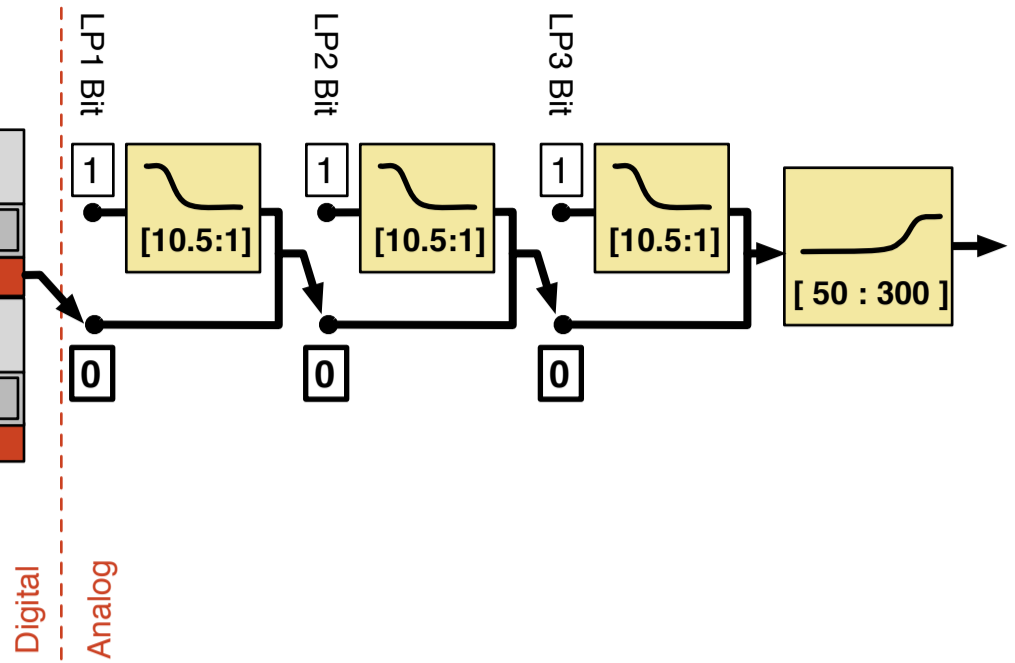 LP1 Bit
LP2 Bit
LP3 Bit
1
1
1
[10.5:1]
[10.5:1]
[10.5:1]
[ 50 : 300 ]
0
0
0
Digital
Analog